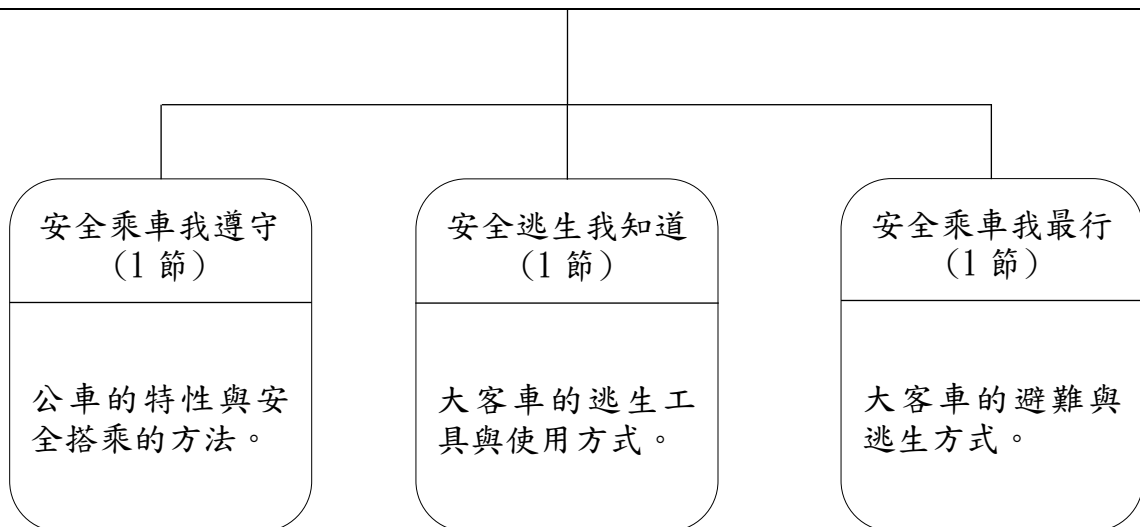 安全乘車我遵守
(1 節)
公車的特性與安
全搭乘的方法。
安全逃生我知道
(1 節)
大客車的逃生工
具與使用方式。
安全乘車我最行
(1 節)
大客車的避難與
逃生方式。